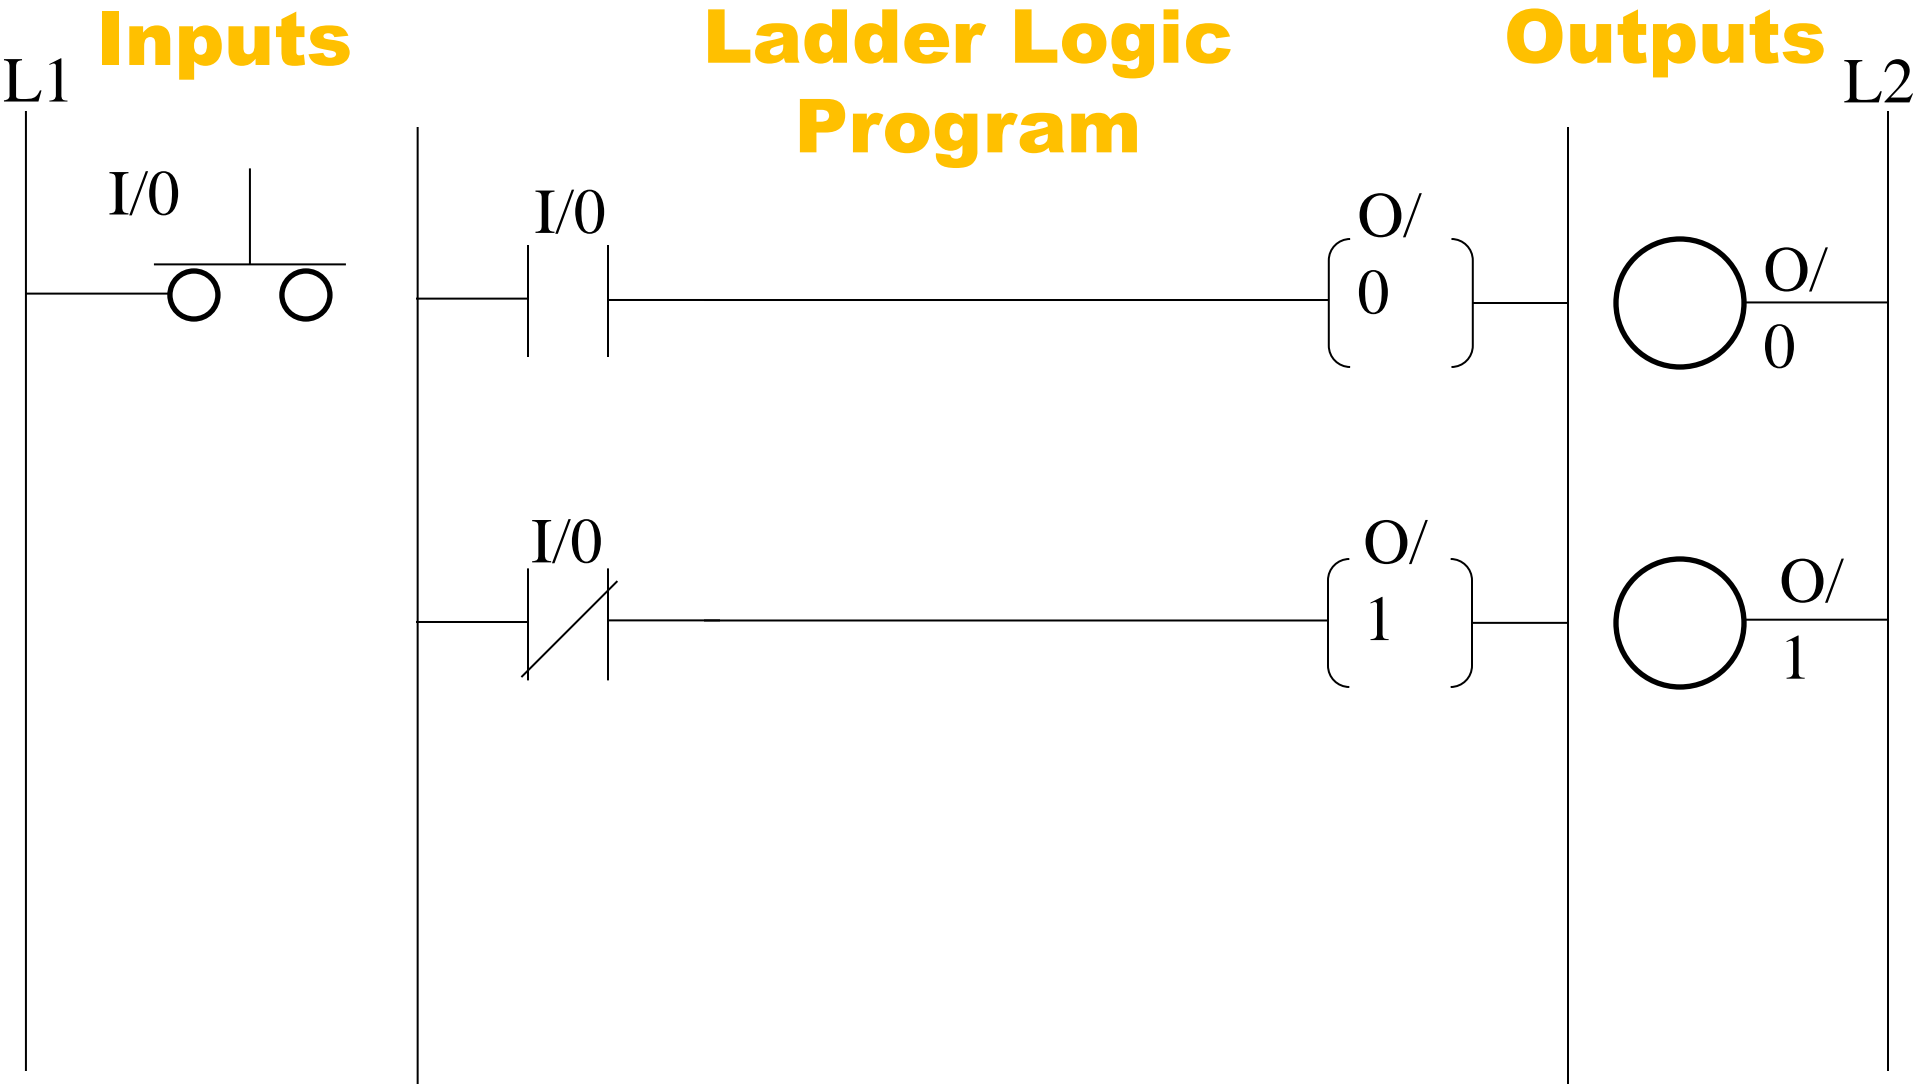 Inputs
Ladder Logic
Program
Outputs
L1
L2
I/0
I/0
O/
0
O/
0
I/0
O/
1
O/
1